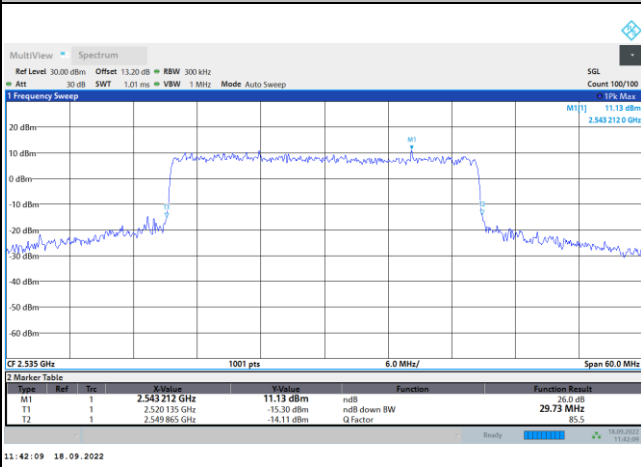 MultiView Spectrum
Ref Level 30.00 dBm Offset 13.20 dB RBW 300 kHz SGL
Att 30 dB SWT 1.01 ms VBW 1 MHz Mode Auto Sweep Count 100/100
1 Frequency Sweep 1Pk Max
M1[1] 11.13 dBm
2.543 212 0 GHz
20 dBm
M1
10 dBm
0 dBm
-10 dBm
T1 T2
-20 dBm
-30 dBm
-40 dBm
-50 dBm
-60 dBm
CF 2.535 GHz 1001 pts 6.0 MHz/ Span 60.0 MHz
2 Marker Table
Type Ref Trc X-Value Y-Value Function Function Result
M1 1 2.543 212 GHz 11.13 dBm ndB 26.0 dB
T1 1 2.520 135 GHz -15.30 dBm ndB down BW 29.73 MHz
T2 1 2.549 865 GHz -14.11 dBm Q Factor 85.5
Ready 18.09.2022
11:42:09
11:42:09 18.09.2022